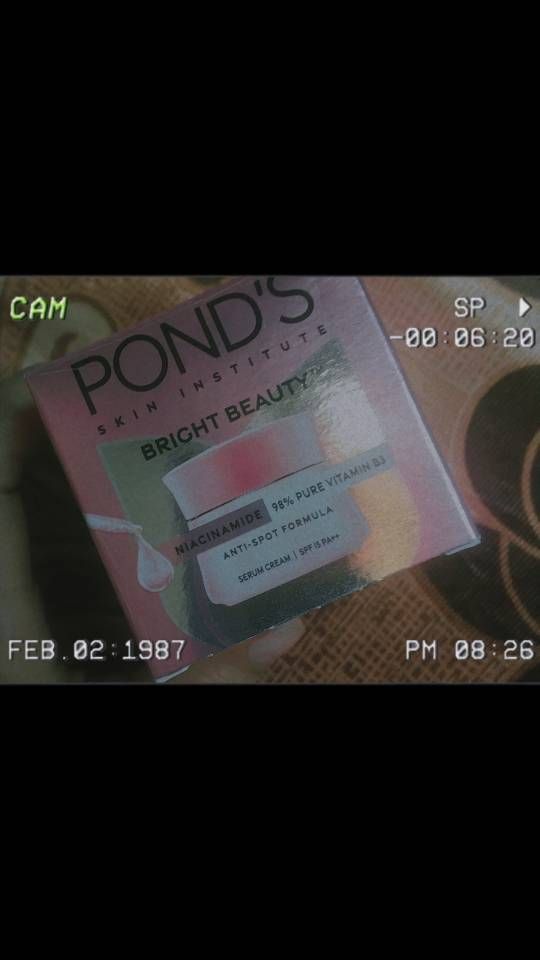 CAM
SP
-00:06:20
POND'S
SKIN INSTITUTE
BRIGHT BEAUTY™
NIACINAMIDE 98% PURE VITAMIN B3
ANTI-SPOT FORMULA
SERUM CREAM | SPF 15 PA++
FEB.02:1987
PM 08:26